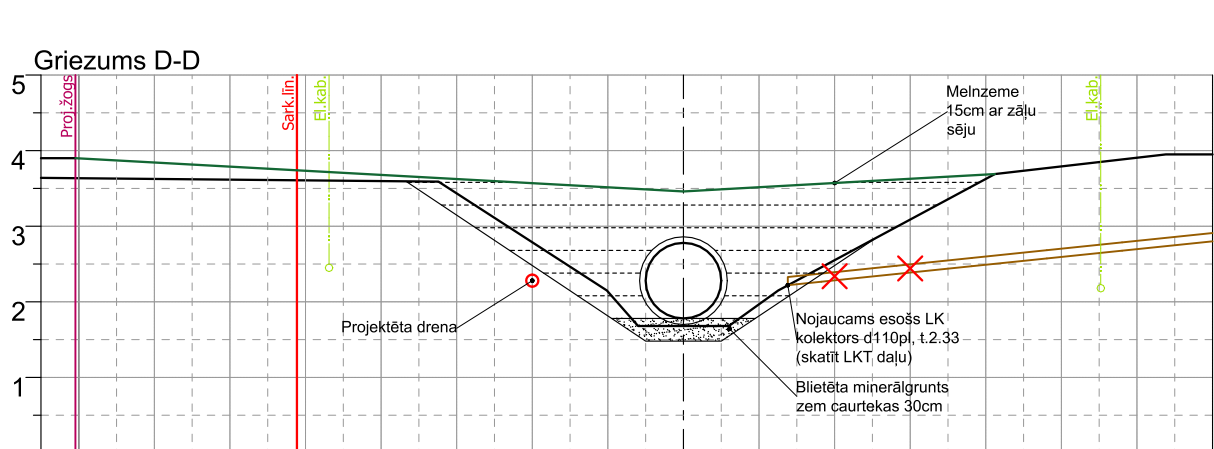 Griezums D-D
5
4
3
2
1
Proj.žogs
Sark.līn.
El.kab.
Melnzeme
15cm ar zāļu
sēju
El.kab.
Projektēta drena
Nojaucams esošs LK
kolektors d110pl, t.2.33
(skatīt LKT daļu)
Blietēta minerālgrunts
zem caurtekas 30cm